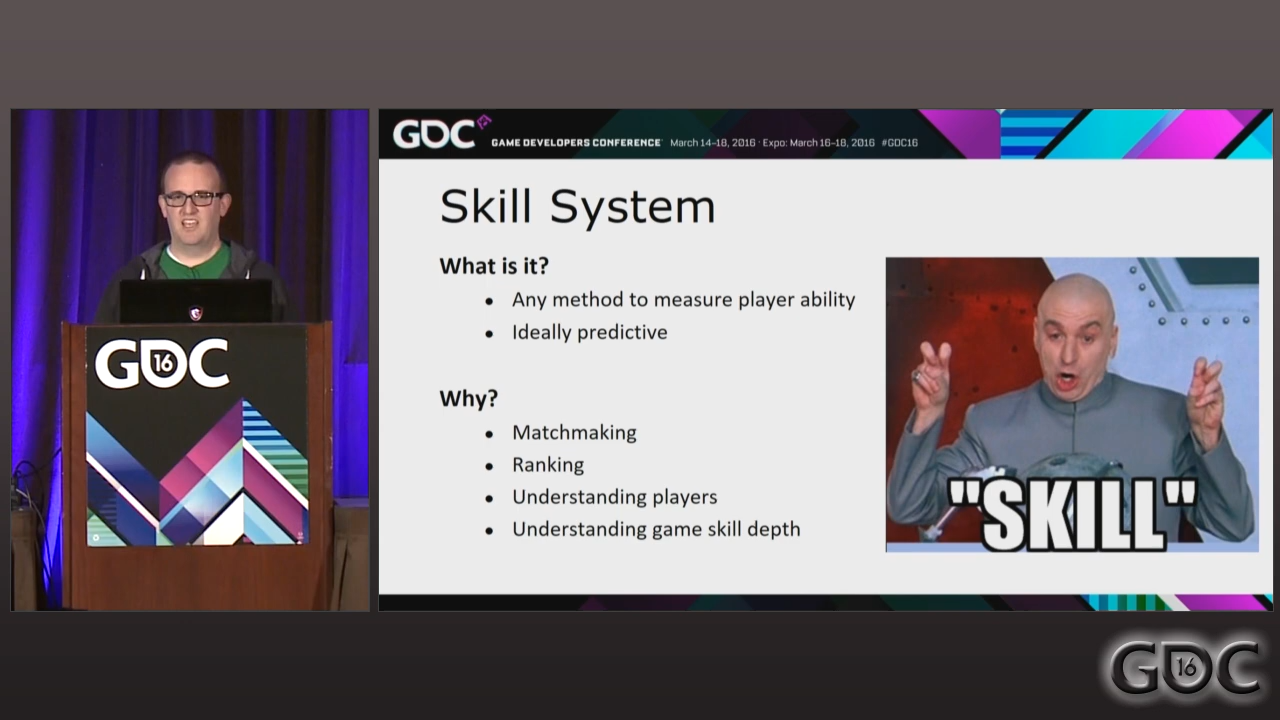 GDC
GAME DEVELOPERS CONFERENCE March 14-18, 2016 · Expo: March 16-18, 2016 #GDC16
Skill System
What is it?
• Any method to measure player ability
• Ideally predictive
Why?
• Matchmaking
• Ranking
• Understanding players
• Understanding game skill depth
"SKILL"
GDC
16
GDC
16